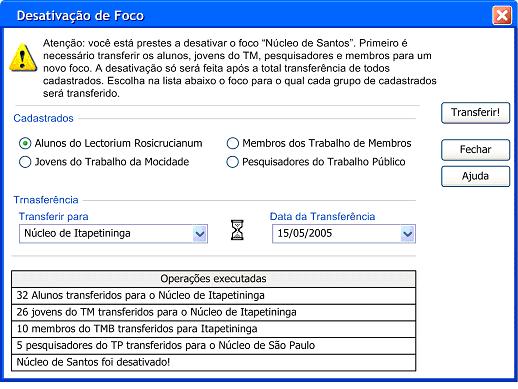 Desativação de Foco
Atenção: você está prestes a desativar o foco "Núcleo de Santos". Primeiro é
necessário transferir os alunos, jovens do TM, pesquisadores e membros para um
novo foco. A desativação só será feita após a total transferência de todos
cadastrados. Escolha na lista abaixo o foco para o qual cada grupo de cadastrados
será transferido.
Transferir!
Fechar
Ajuda
Cadastrados
Alunos do Lectorium Rosicrucianum
Membros dos Trabalho de Membros
Jovens do Trabalho da Mocidade
Pesquisadores do Trabalho Público
Trnasferência
Transferir para
Data da Transferência
Núcleo de Itapetininga
15/05/2005
Operações executadas
32 Alunos transferidos para o Núcleo de Itapetininga
26 jovens do TM transferidos para o Núcleo de Itapetininga
10 membros do TMB transferidos para Itapetininga
5 pesquisadores do TP transferidos para o Núcleo de São Paulo
Núcleo de Santos foi desativado!